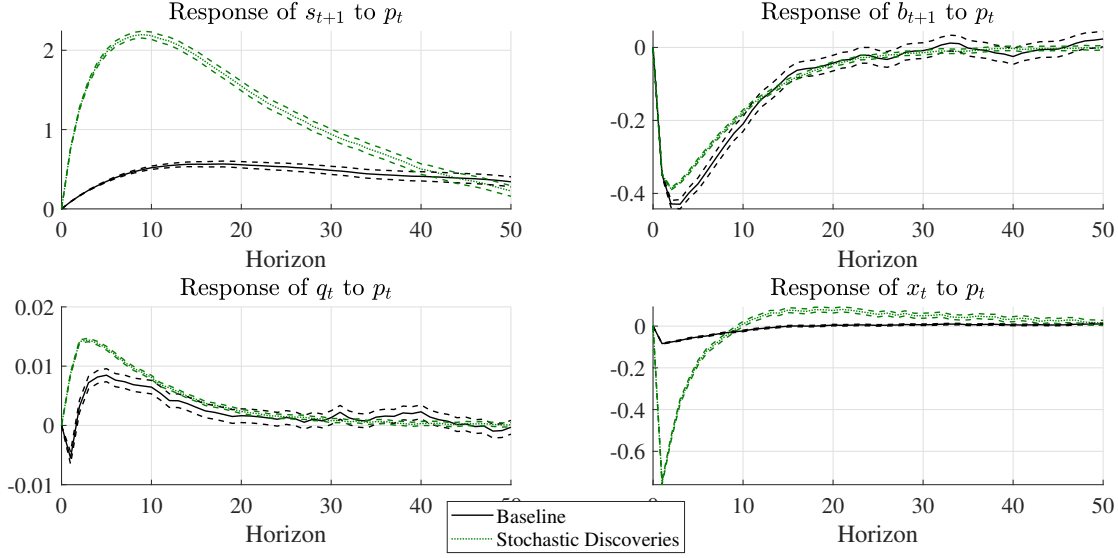 Response of s_{t+1} to p_t
2
1
0
0 10 20 30 40 50
Horizon
Response of b_{t+1} to p_t
0
-0.2
-0.4
0 10 20 30 40 50
Horizon
Response of q_t to p_t
0.02
0.01
0
-0.01
0 10 20 30 40 50
Horizon
Response of x_t to p_t
0
-0.2
-0.4
-0.6
0 10 20 30 40 50
Horizon
Baseline
Stochastic Discoveries